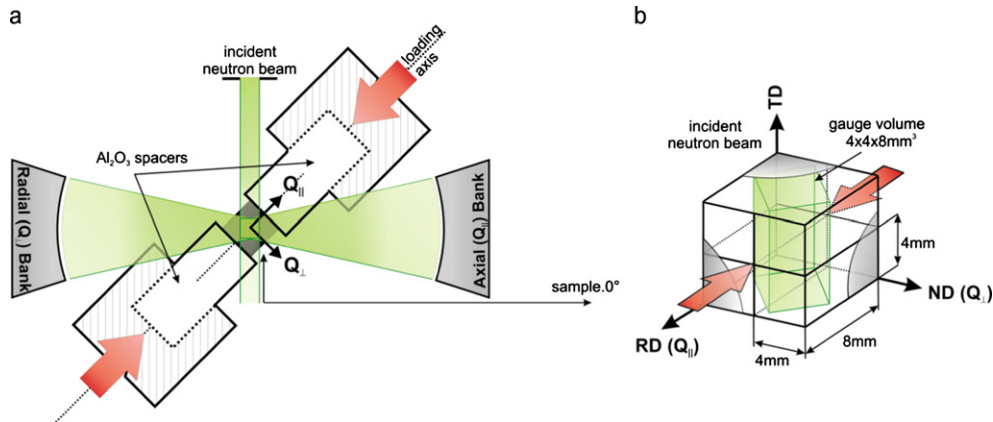 a
incident
neutron beam
loading
axis
Al₂O₃ spacers
Q||
Q⊥
Radial (Q⊥) Bank
Axial (Q||) Bank
sample.0°
b
TD
incident
neutron beam
gauge volume
4x4x8mm³
4mm
ND (Q⊥)
8mm
4mm
RD (Q||)